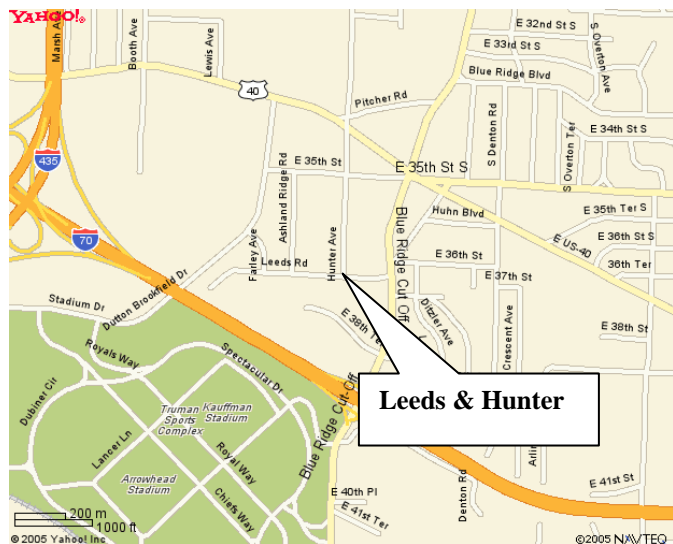 YAHOO!®
Marsh Ave
Booth Ave
Lewis Ave
E 32nd St S
S Overton Ave
E 33rd St S
Blue Ridge Blvd
40
Pitcher Rd
E 34th St S
S Denton Rd
S Overton Ter
435
Ashland Ridge Rd
E 35th St
E 35th St S
Huhn Blvd
E 35th Ter S
Blue Ridge Cut Off
E US-40
70
Farley Ave
Hunter Ave
E 36th St
E 36th St S
Leeds Rd
E 37th St
36th Ter
Dutton Brookfield Dr
Stadium Dr
E 38th Ter
Ditzler Ave
Crescent Ave
E 38th St
Royals Way
Spectacular Dr
Dubiner Cir
Leeds & Hunter
Truman
Sports
Complex
Kauffman
Stadium
Lancer Ln
Royal Way
Blue Ridge Cut-Off
Arrowhead
Stadium
Chiefs Way
Denton Rd
E 40th Pl
E 41st St
E 41st Ter
200 m
1000 ft
© 2005 Yahoo! Inc
©2005 NAVTEQ